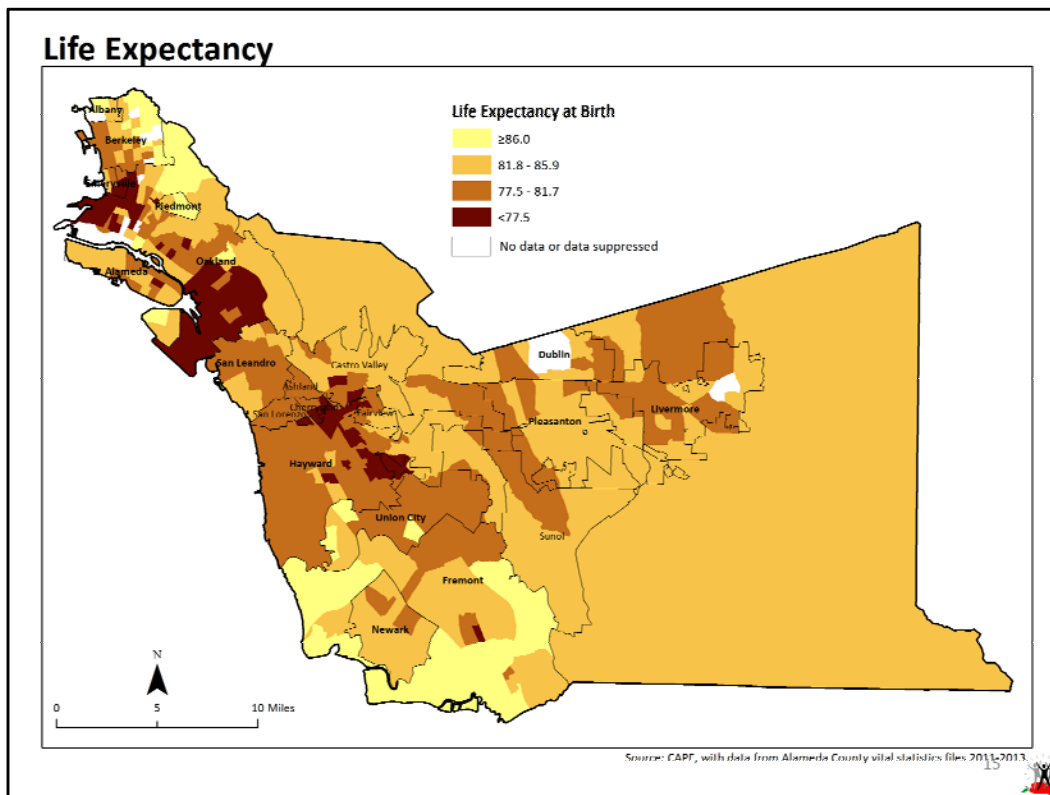 Life Expectancy
Life Expectancy at Birth
≥86.0
81.8 - 85.9
77.5 - 81.7
<77.5
No data or data suppressed
Albany
Berkeley
Emeryville
Piedmont
Oakland
Alameda
San Leandro
Castro Valley
Ashland
Cherryland
San Lorenzo
Fairview
Hayward
Dublin
Livermore
Pleasanton
Union City
Sunol
Fremont
Newark
N
0 5 10 Miles
Source: CAPE, with data from Alameda County vital statistics files 2011-2013.
15